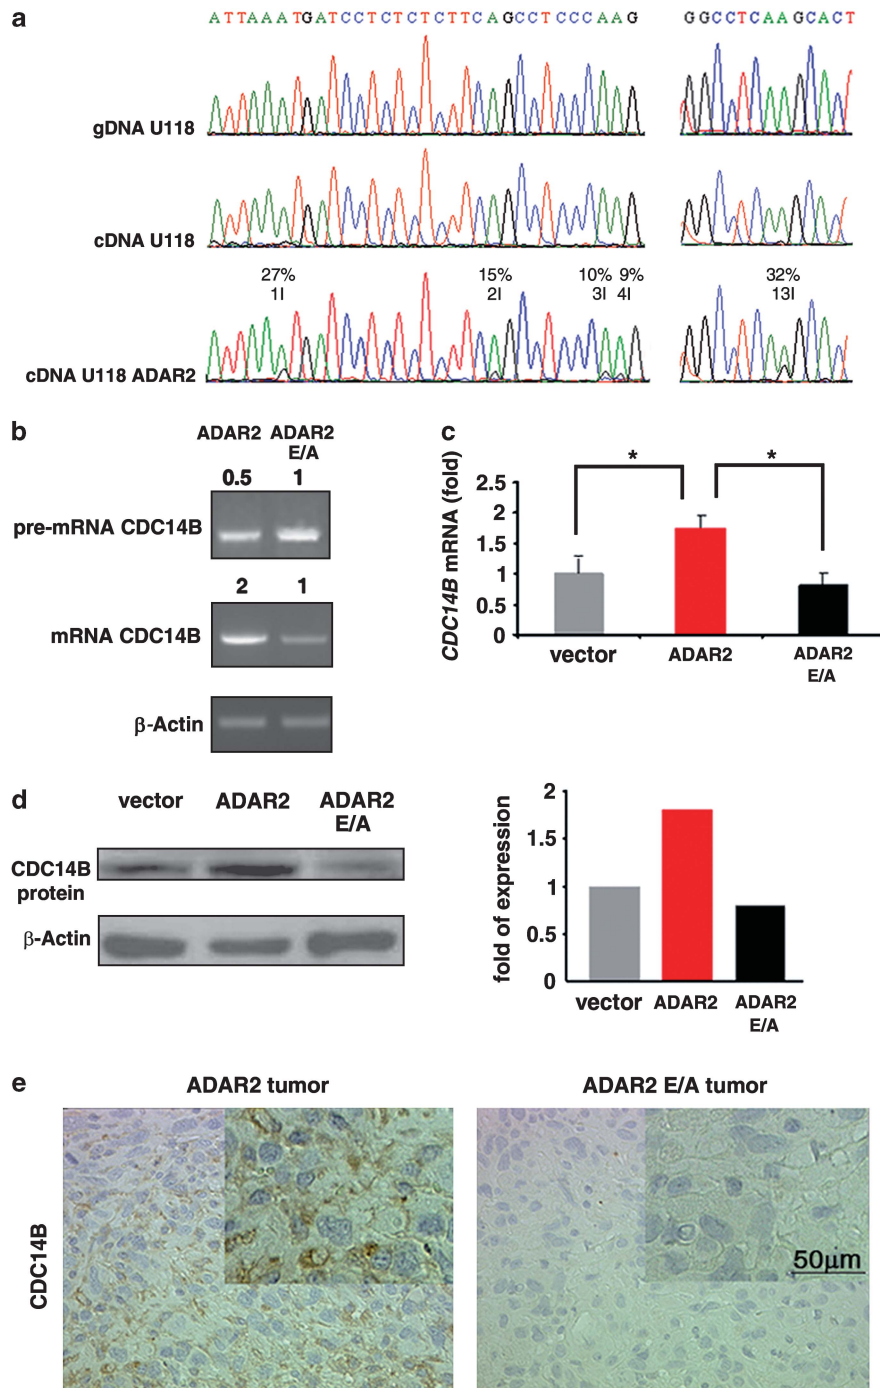 a
ATTAAATGATCCTCTCTCTTCAGCCTCCCAAG GGCCTCAAGCACT
gDNA U118
cDNA U118
27% 15% 10% 9% 32%
1I 2I 3I 4I 13I
cDNA U118 ADAR2
b
ADAR2 ADAR2 E/A
0.5 1
pre-mRNA CDC14B
2 1
mRNA CDC14B
β-Actin
c
* *
CDC14B mRNA (fold)
2.5
2
1.5
1
0.5
0
vector ADAR2 ADAR2 E/A
d
vector ADAR2 ADAR2 E/A
CDC14B protein
β-Actin
fold of expression
2
1.5
1
0.5
0
vector ADAR2 ADAR2 E/A
e
ADAR2 tumor ADAR2 E/A tumor
CDC14B
50μm